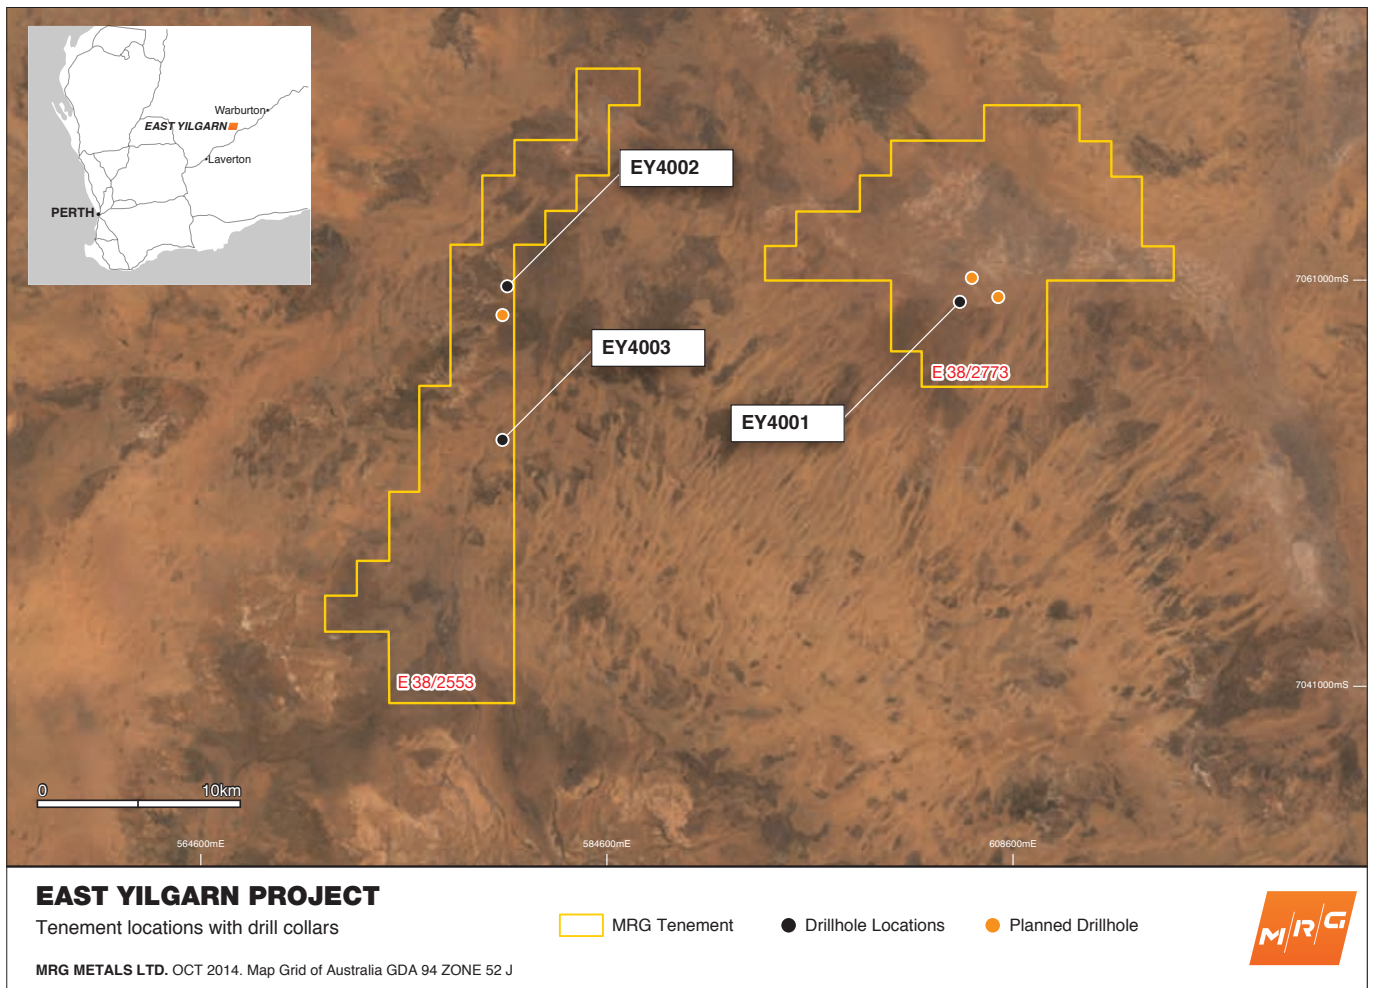 Warburton
EAST YILGARN
Laverton
PERTH
EY4002
7061000mS
EY4003
E 38/2773
EY4001
E 38/2553
7041000mS
0 10km
564600mE 584600mE 608600mE
EAST YILGARN PROJECT
Tenement locations with drill collars
MRG Tenement Drillhole Locations Planned Drillhole
MRG METALS LTD. OCT 2014. Map Grid of Australia GDA 94 ZONE 52 J
M/R/G